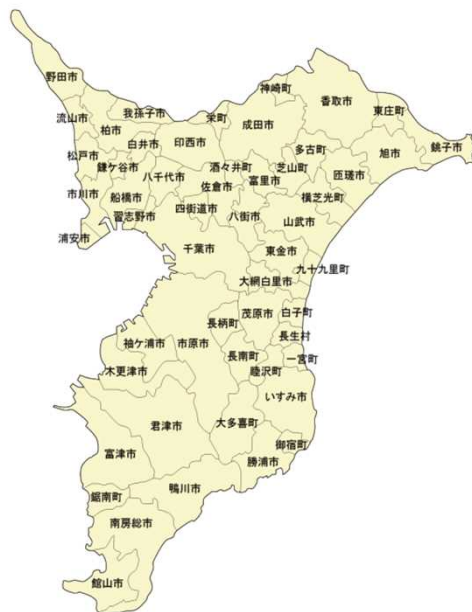 野田市
流山市
我孫子市
柏市
松戸市
白井市
鎌ケ谷市
印西市
栄町
神崎町
成田市
香取市
東庄町
銚子市
旭市
多古町
匝瑳市
芝山町
横芝光町
酒々井町
富里市
佐倉市
八千代市
市川市
船橋市
習志野市
浦安市
四街道市
八街市
山武市
千葉市
東金市
九十九里町
大網白里市
白子町
茂原市
長柄町
長生村
長南町
一宮町
睦沢町
市原市
袖ケ浦市
木更津市
いすみ市
大多喜町
君津市
御宿町
勝浦市
富津市
鴨川市
鋸南町
南房総市
館山市